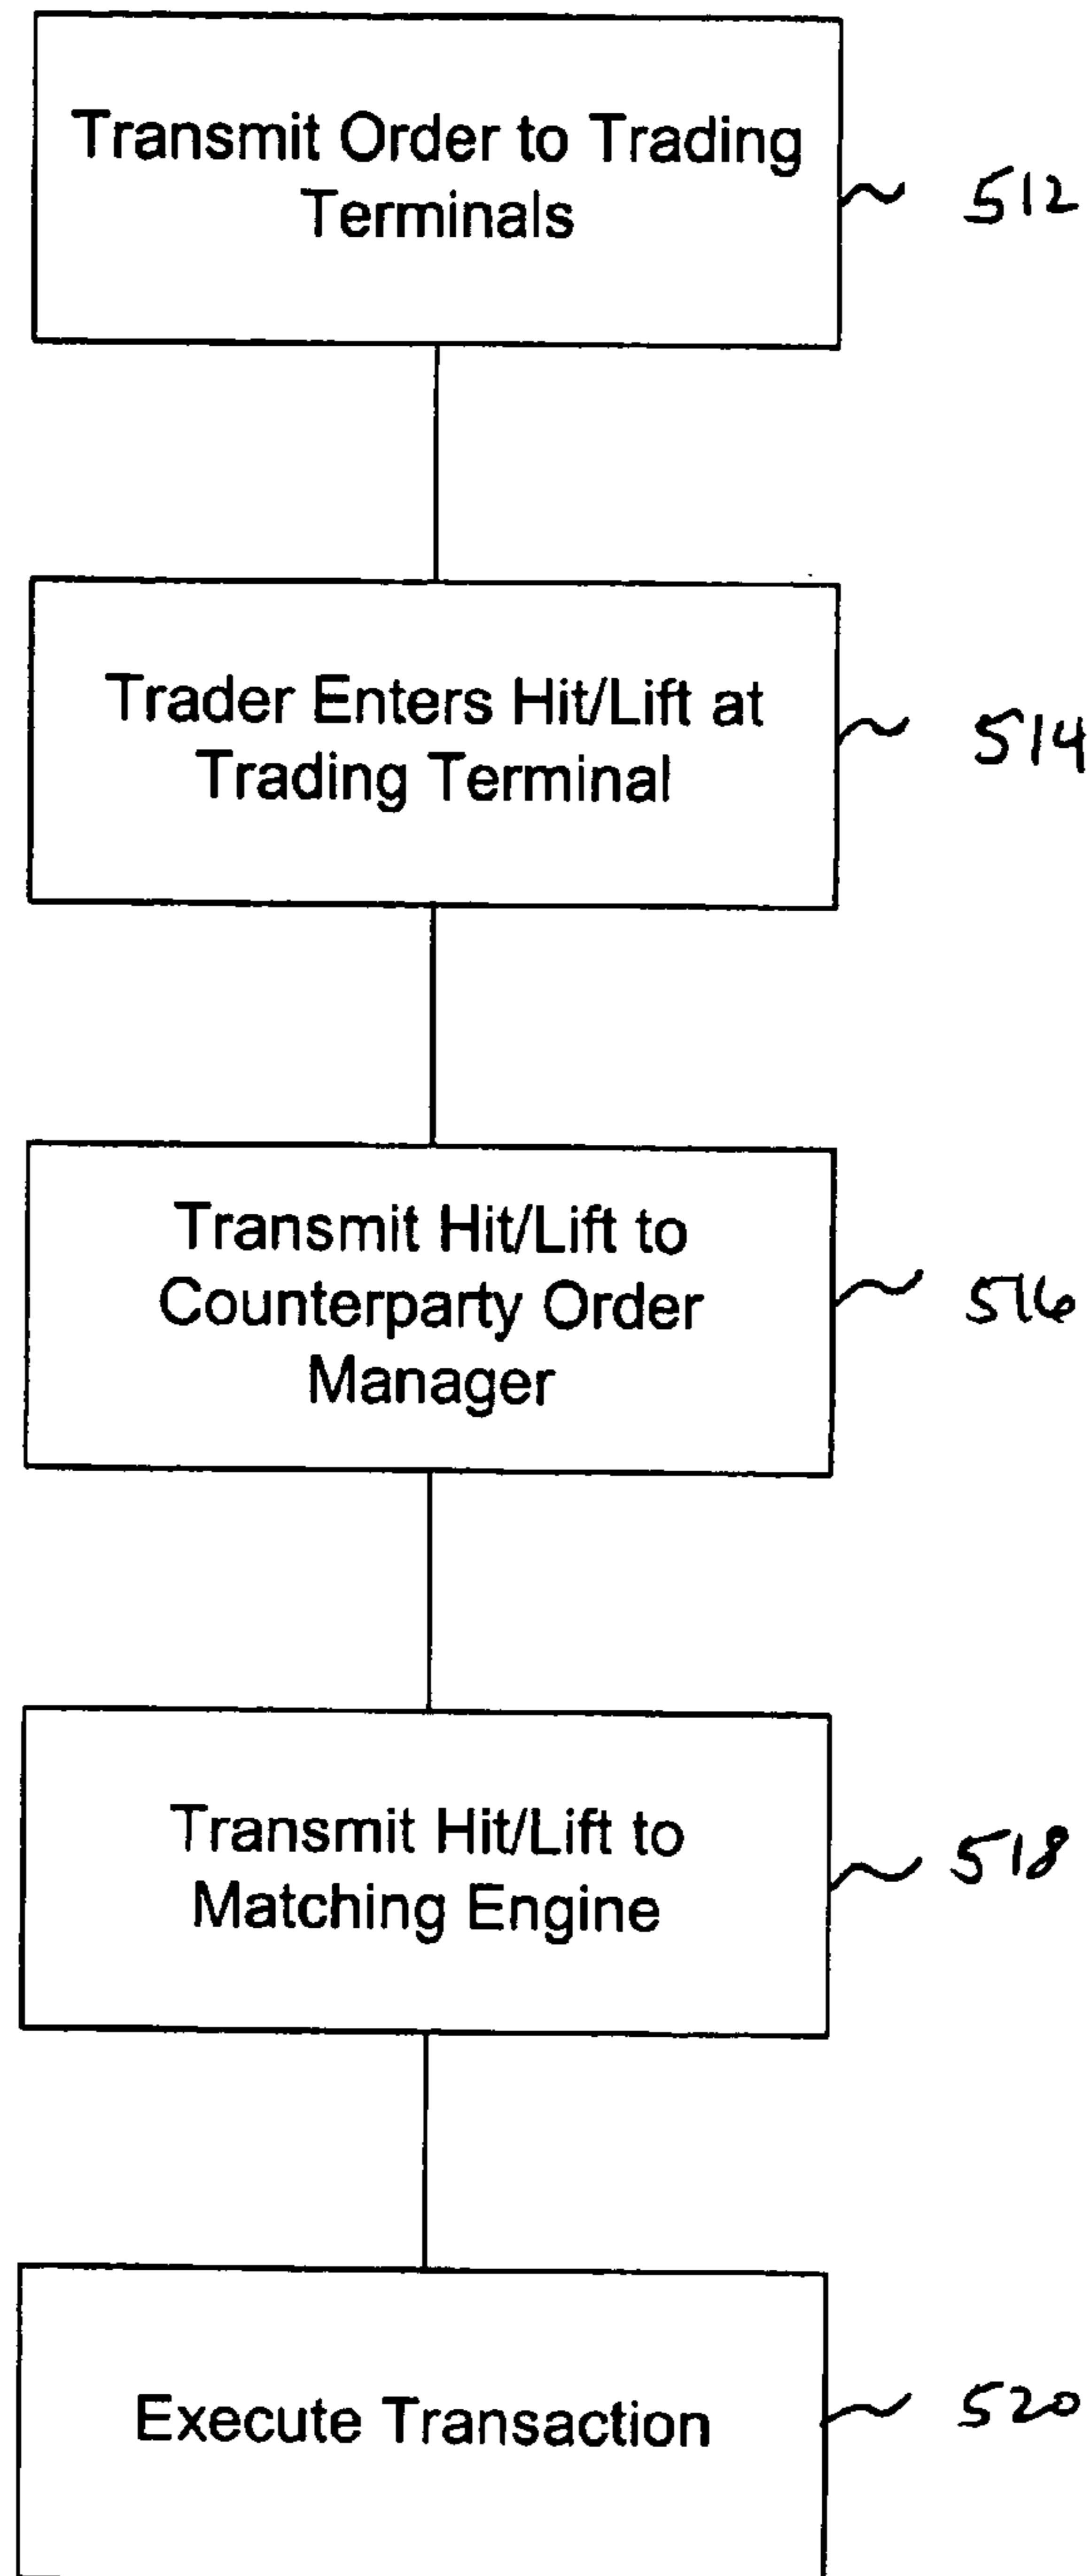 Transmit Order to Trading
Terminals
512
Trader Enters Hit/Lift at
Trading Terminal
514
Transmit Hit/Lift to
Counterparty Order
Manager
516
Transmit Hit/Lift to
Matching Engine
518
Execute Transaction
520